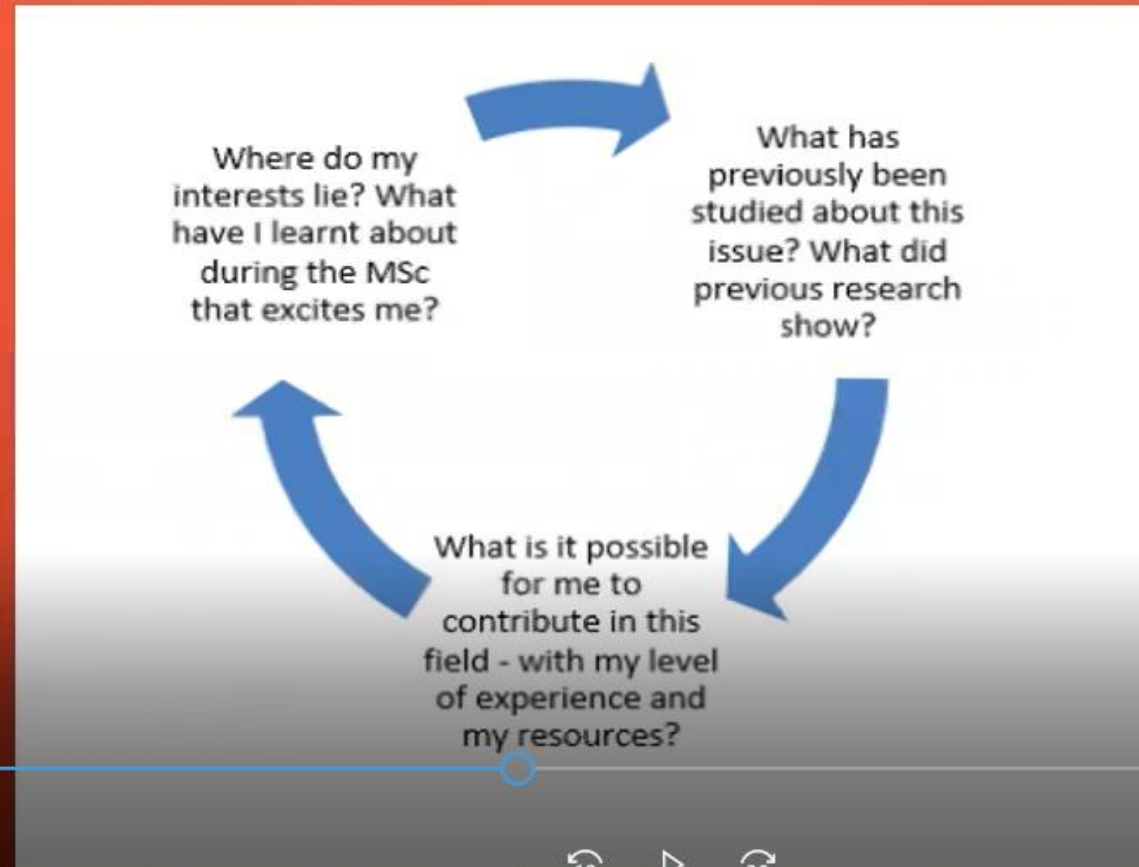 Where do my
interests lie? What
have I learnt about
during the MSc
that excites me?
What has
previously been
studied about this
issue? What did
previous research
show?
What is it possible
for me to
contribute in this
field - with my level
of experience and
my resources?